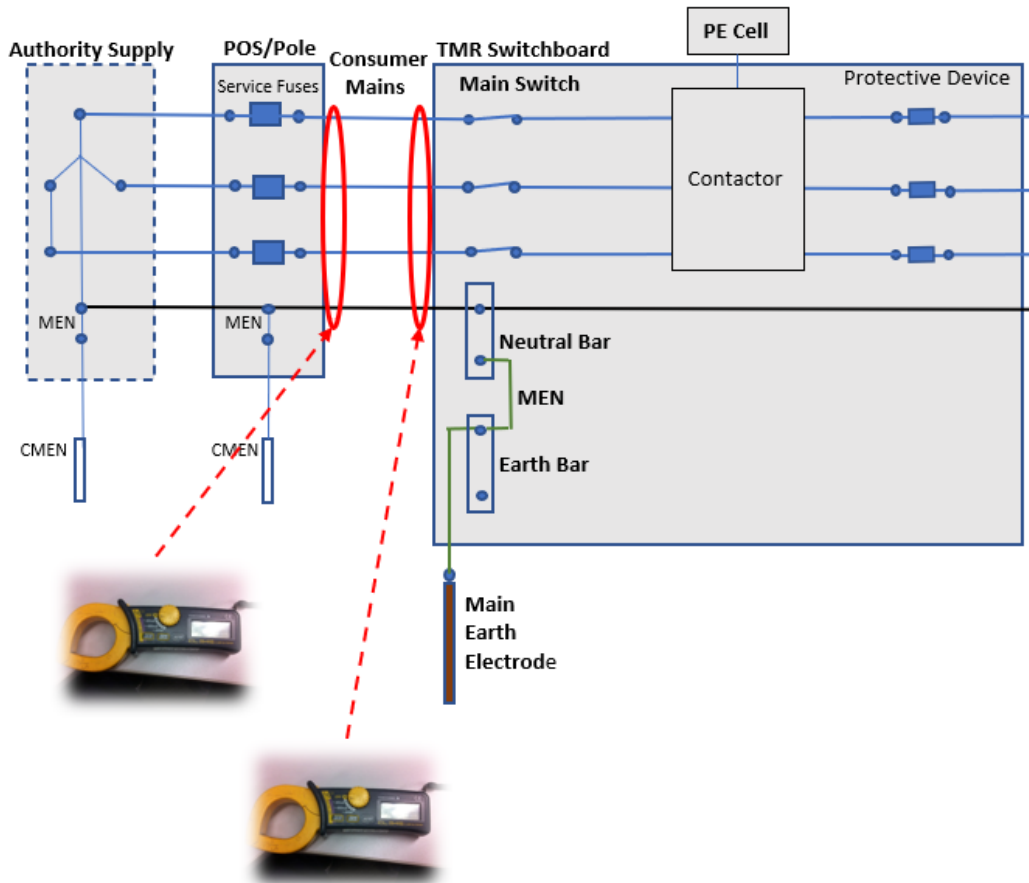 PE Cell
Authority Supply
POS/Pole
Consumer
Mains
TMR Switchboard
Service Fuses
Main Switch
Protective Device
Contactor
MEN
MEN
Neutral Bar
MEN
CMEN
CMEN
Earth Bar
Main
Earth
Electrode